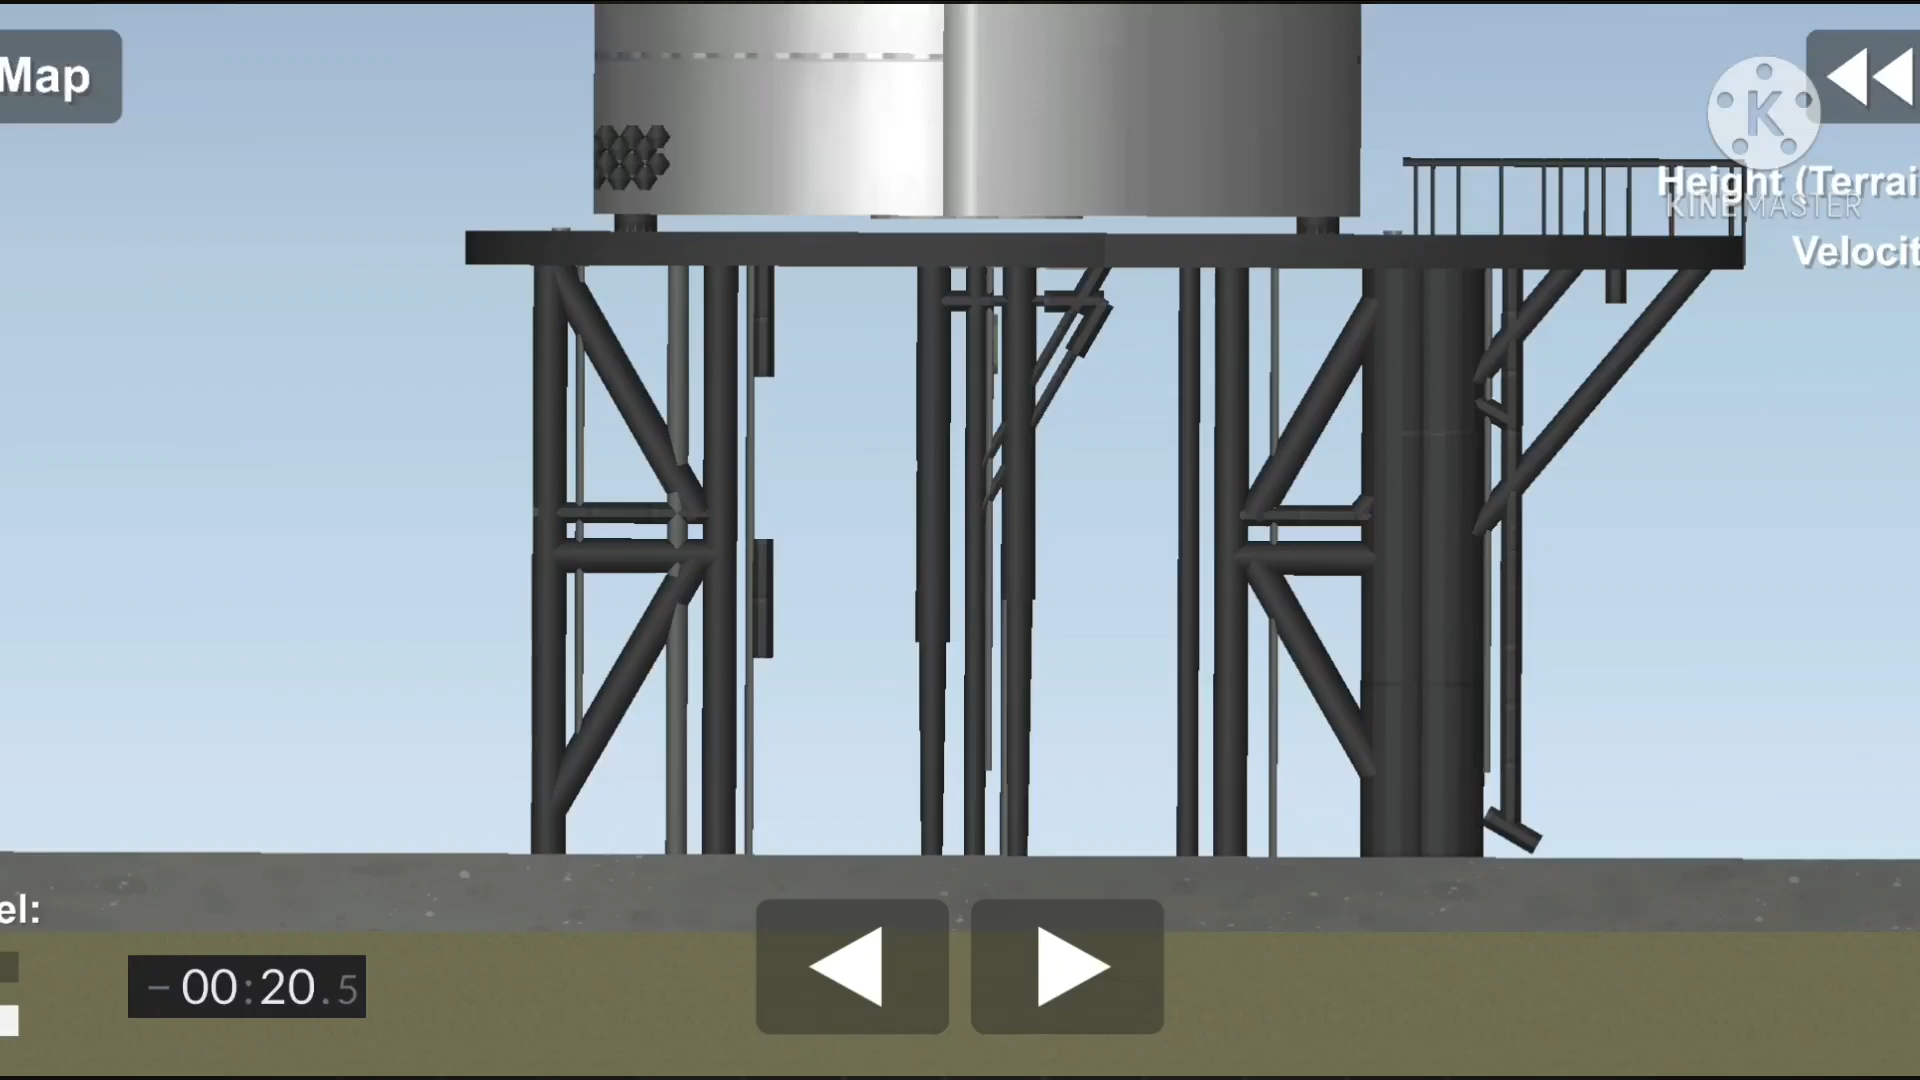 Map
K
Height (Terrai
KINEMASTER
Velocit
el:
-00:20.5